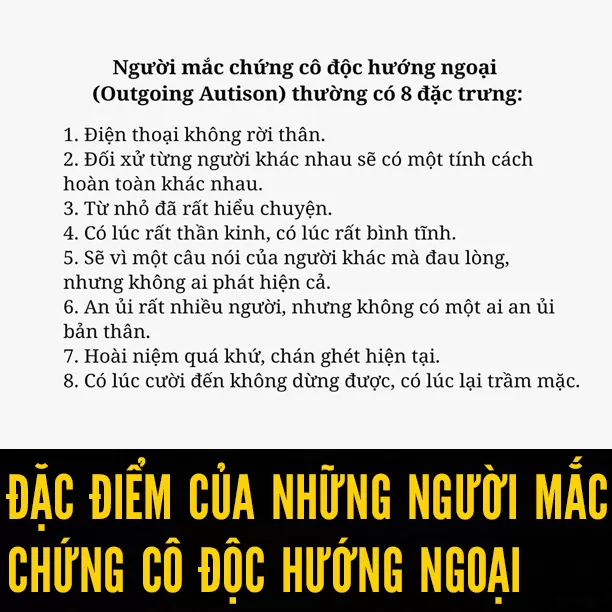 Người mắc chứng cô độc hướng ngoại
(Outgoing Autison) thường có 8 đặc trưng:
1. Điện thoại không rời thân.
2. Đối xử từng người khác nhau sẽ có một tính cách
hoàn toàn khác nhau.
3. Từ nhỏ đã rất hiểu chuyện.
4. Có lúc rất thần kinh, có lúc rất bình tĩnh.
5. Sẽ vì một câu nói của người khác mà đau lòng,
nhưng không ai phát hiện cả.
6. An ủi rất nhiều người, nhưng không có một ai an ủi
bản thân.
7. Hoài niệm quá khứ, chán ghét hiện tại.
8. Có lúc cười đến không dừng được, có lúc lại trầm mặc.
ĐẶC ĐIỂM CỦA NHỮNG NGƯỜI MẮC
CHỨNG CÔ ĐỘC HƯỚNG NGOẠI